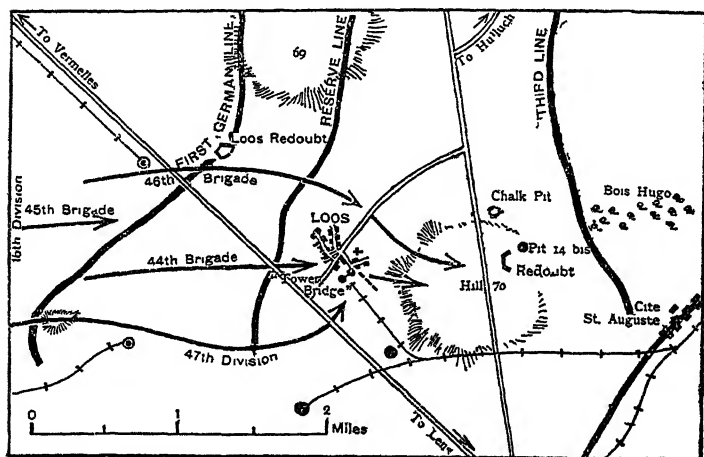 To Vermelles
69
To Hulluch
FIRST GERMAN LINE
RESERVE LINE
THIRD LINE
Loos Redoubt
46th Brigade
16th Division
45th Brigade
Chalk Pit
Bois Hugo
LOOS
44th Brigade
Pit 14 bis
Redoubt
"Tower Bridge"
Hill 70
Cite
St. Auguste
47th Division
0 1 2
Miles
To Lens